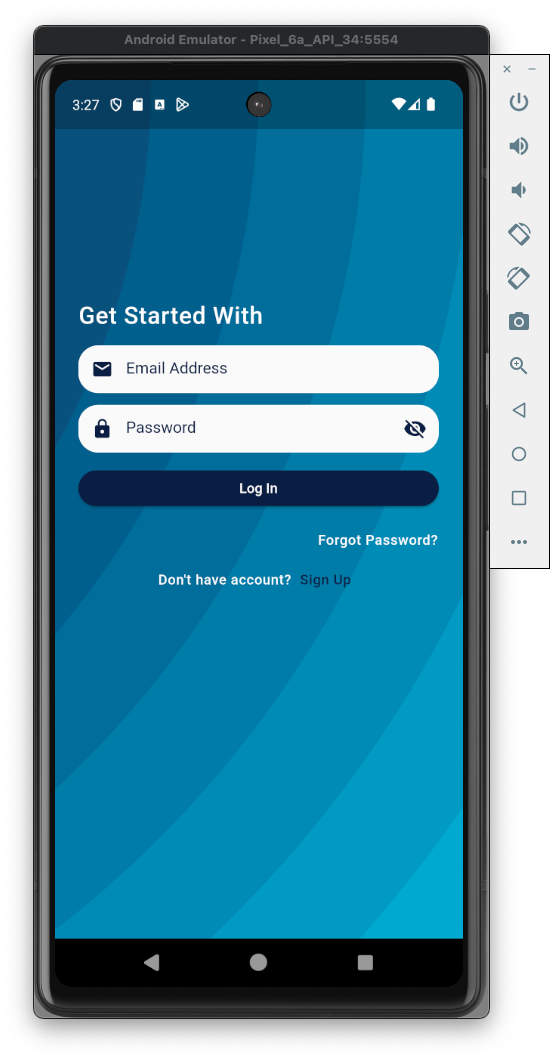 Android Emulator - Pixel_6a_API_34:5554
3:27
A
Get Started With
Email Address
Password
Log In
Forgot Password?
Don't have account? Sign Up